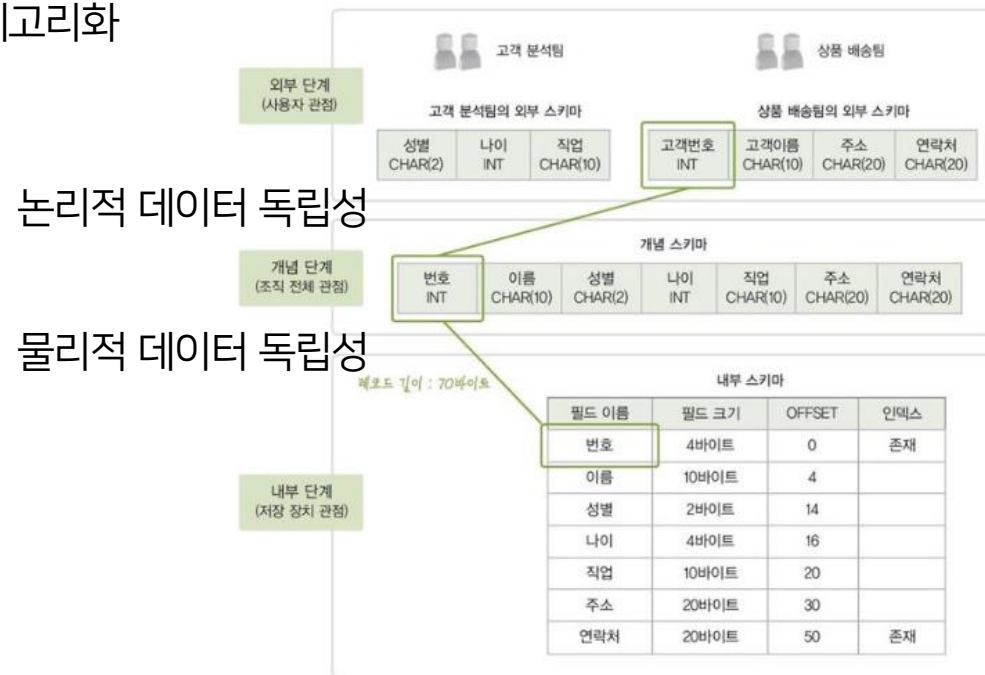 고리화
고객 분석팀
상품 배송팀
외부 단계
(사용자 관점)
고객 분석팀의 외부 스키마
상품 배송팀의 외부 스키마
성별 나이 직업
CHAR(2) INT CHAR(10)
고객번호 고객이름 주소 연락처
INT CHAR(10) CHAR(20) CHAR(20)
논리적 데이터 독립성
개념 스키마
개념 단계
(조직 전체 관점)
번호 이름 성별 나이 직업 주소 연락처
INT CHAR(10) CHAR(2) INT CHAR(10) CHAR(20) CHAR(20)
물리적 데이터 독립성
레코드 길이 : 70바이트
내부 스키마
필드 이름 필드 크기 OFFSET 인덱스
번호 4바이트 0 존재
이름 10바이트 4
성별 2바이트 14
나이 4바이트 16
직업 10바이트 20
주소 20바이트 30
연락처 20바이트 50 존재
내부 단계
(저장 장치 관점)